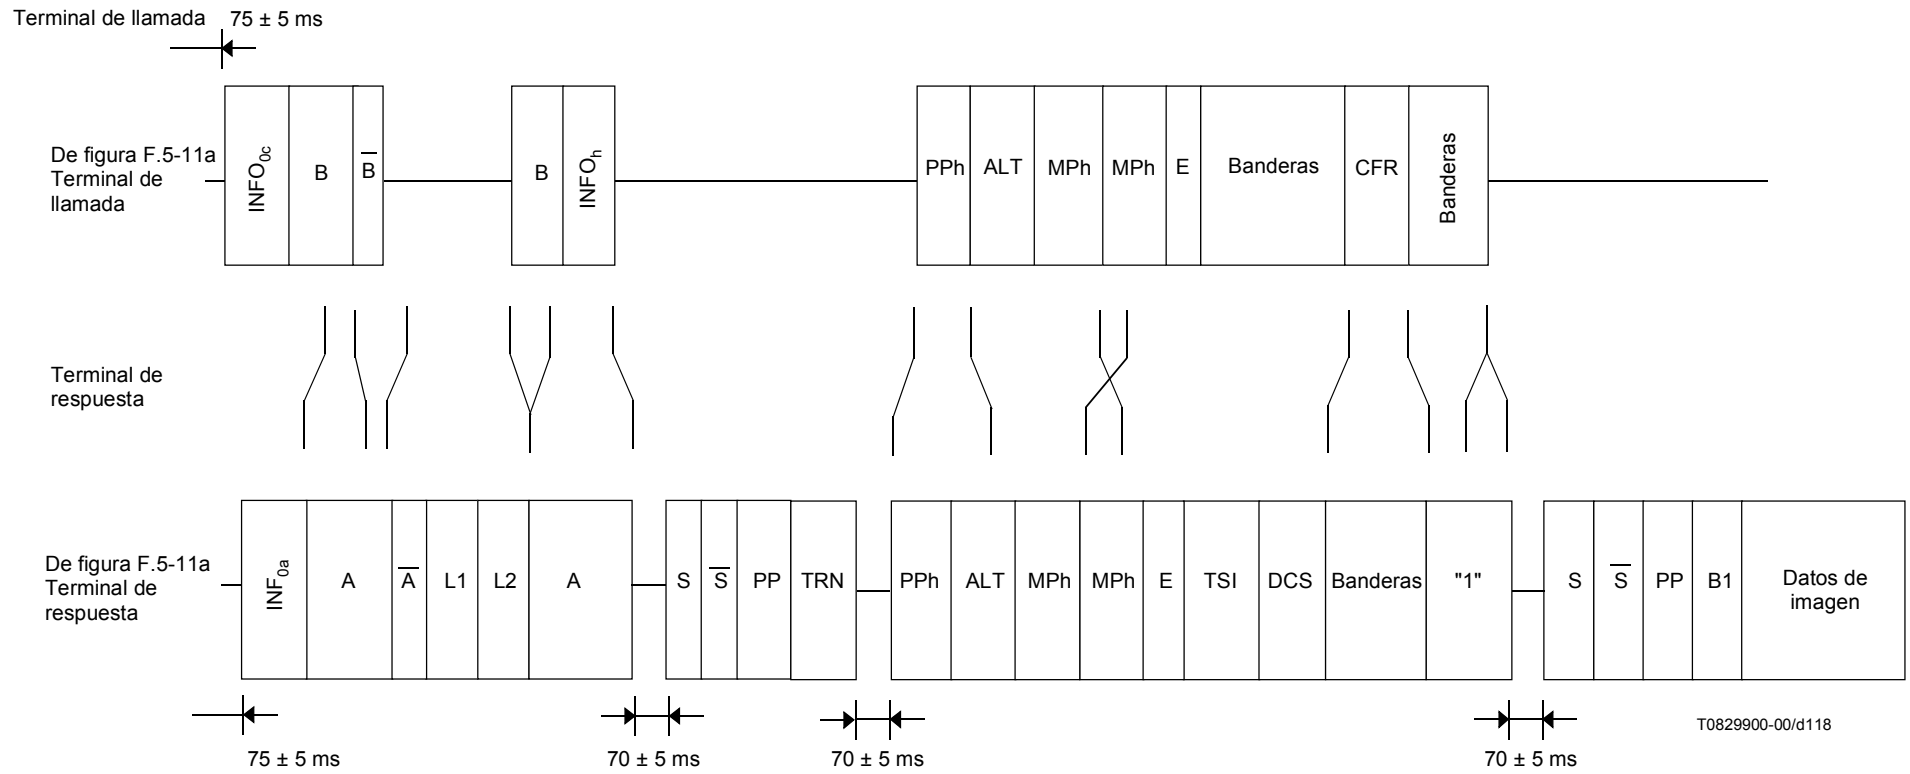 Terminal de llamada 75 ± 5 ms
De figura F.5-11a
Terminal de
llamada
INFO0c B B̅ B INFOh PPh ALT MPh MPh E Banderas CFR Banderas
Terminal de
respuesta
De figura F.5-11a
Terminal de
respuesta
INF0a A A̅ L1 L2 A S S̅ PP TRN PPh ALT MPh MPh E TSI DCS Banderas "1" S S̅ PP B1 Datos de
imagen
T0829900-00/d118
75 ± 5 ms 70 ± 5 ms 70 ± 5 ms 70 ± 5 ms